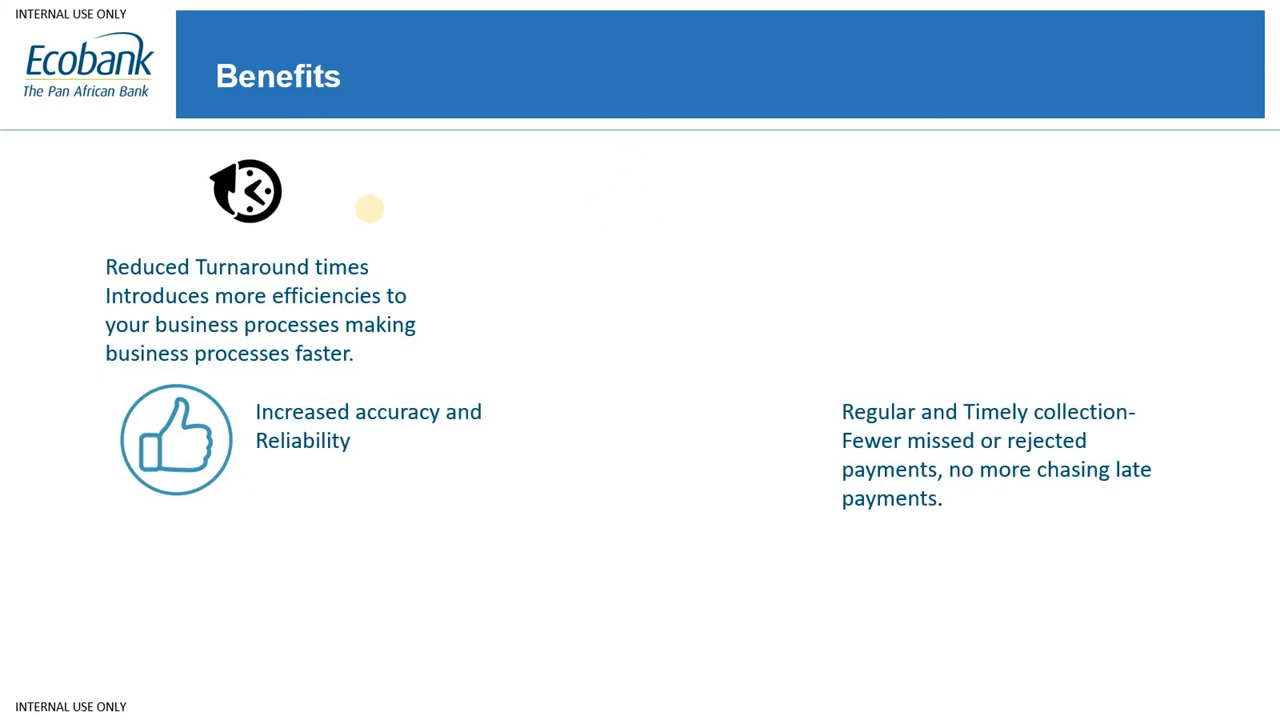 INTERNAL USE ONLY
Ecobank
The Pan African Bank
Benefits
Reduced Turnaround times
Introduces more efficiencies to
your business processes making
business processes faster.
Increased accuracy and
Reliability
Regular and Timely collection-
Fewer missed or rejected
payments, no more chasing late
payments.
INTERNAL USE ONLY